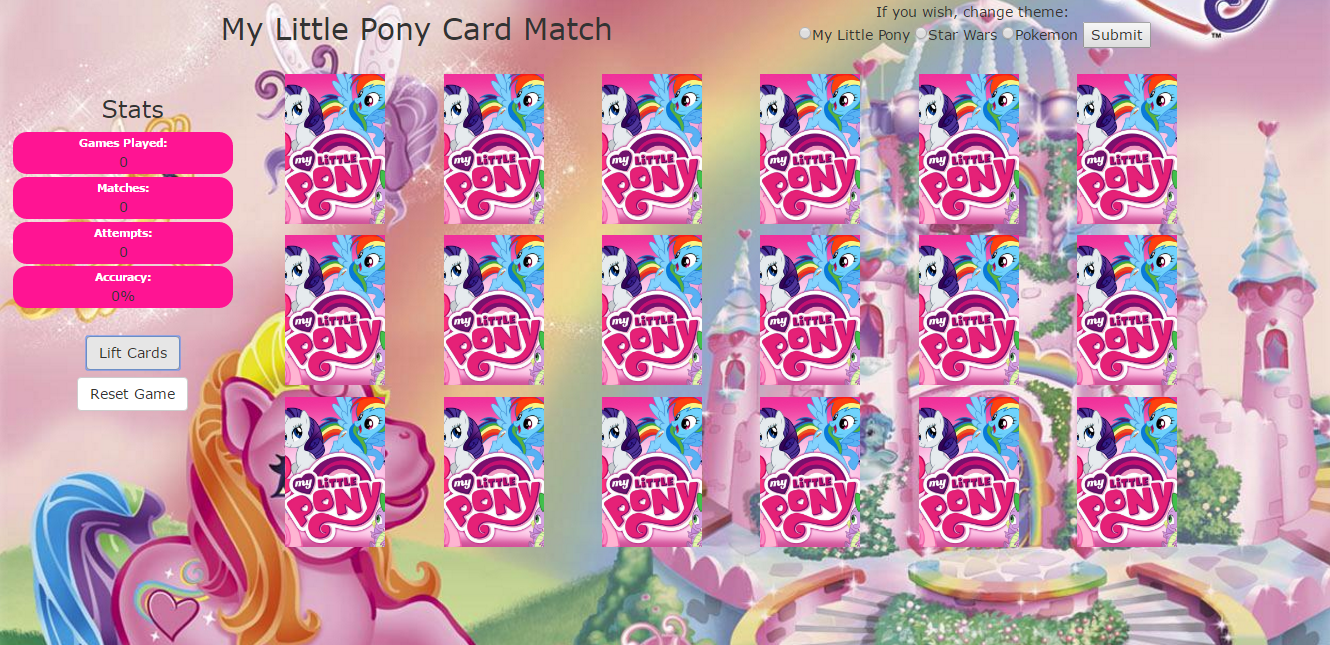 My Little Pony Card Match
If you wish, change theme:
My Little Pony Star Wars Pokemon Submit
TM
Stats
Games Played:
0
Matches:
0
Attempts:
0
Accuracy:
0%
Lift Cards
Reset Game
my LITTLE
PONY
my LITTLE
PONY
my LITTLE
PONY
my LITTLE
PONY
my LITTLE
PONY
my LITTLE
PONY
my LITTLE
PONY
my LITTLE
PONY
my LITTLE
PONY
my LITTLE
PONY
my LITTLE
PONY
my LITTLE
PONY
my LITTLE
PONY
my LITTLE
PONY
my LITTLE
PONY
my LITTLE
PONY
my LITTLE
PONY
my LITTLE
PONY